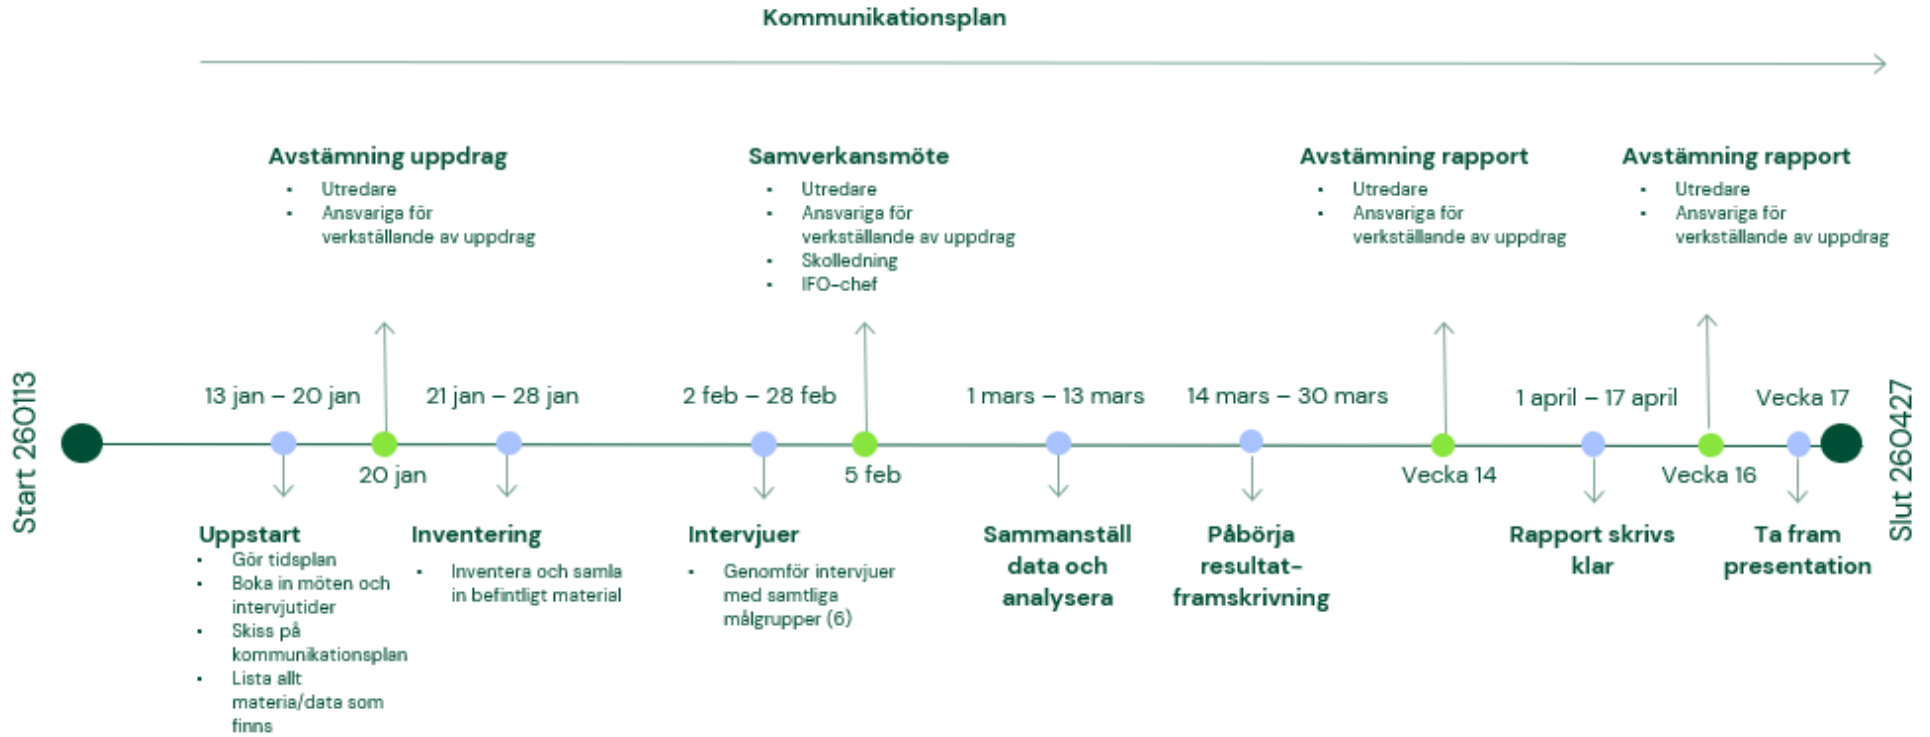 Kommunikationsplan
Avstämning uppdrag
▪ Utredare
▪ Ansvariga för
verkställande av uppdrag
Samverkansmöte
▪ Utredare
▪ Ansvariga för
verkställande av uppdrag
▪ Skolledning
▪ IFO-chef
Avstämning rapport
▪ Utredare
▪ Ansvariga för
verkställande av uppdrag
Avstämning rapport
▪ Utredare
▪ Ansvariga för
verkställande av uppdrag
Start 260113
13 jan – 20 jan
21 jan – 28 jan
2 feb – 28 feb
1 mars – 13 mars
14 mars – 30 mars
1 april – 17 april
Vecka 17
Slut 260427
20 jan
5 feb
Vecka 14
Vecka 16
Uppstart
▪ Gör tidsplan
▪ Boka in möten och
intervjutider
▪ Skiss på
kommunikationsplan
▪ Lista allt
materia/data som
finns
Inventering
▪ Inventera och samla
in befintligt material
Intervjuer
▪ Genomför intervjuer
med samtliga
målgrupper (6)
Sammanställ
data och
analysera
Påbörja
resultat-
framskrivning
Rapport skrivs
klar
Ta fram
presentation